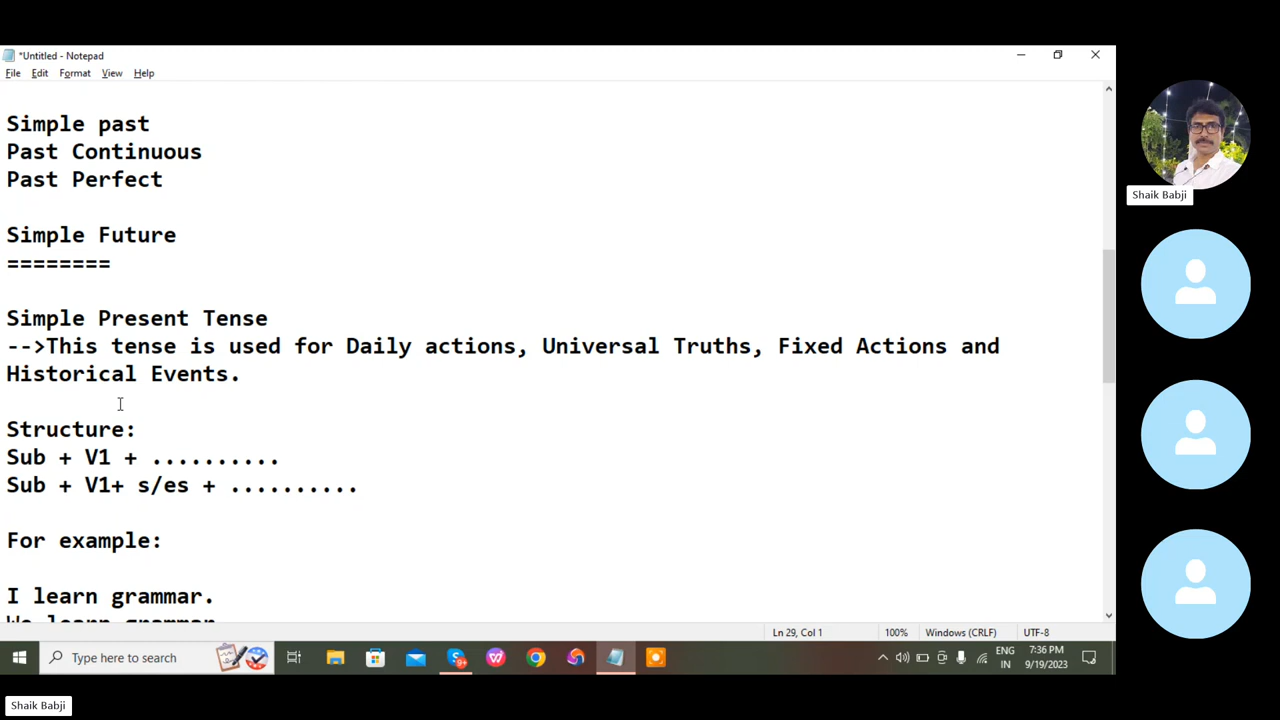 *Untitled - Notepad
File Edit Format View Help
Simple past
Past Continuous
Past Perfect
Simple Future
========
Simple Present Tense
-->This tense is used for Daily actions, Universal Truths, Fixed Actions and
Historical Events.
Structure:
Sub + V1 + ..........
Sub + V1+ s/es + ..........
For example:
I learn grammar.
We learn grammar
Ln 29, Col 1 100% Windows (CRLF) UTF-8
Type here to search
ENG
IN
7:36 PM
9/19/2023
Shaik Babji
Shaik Babji